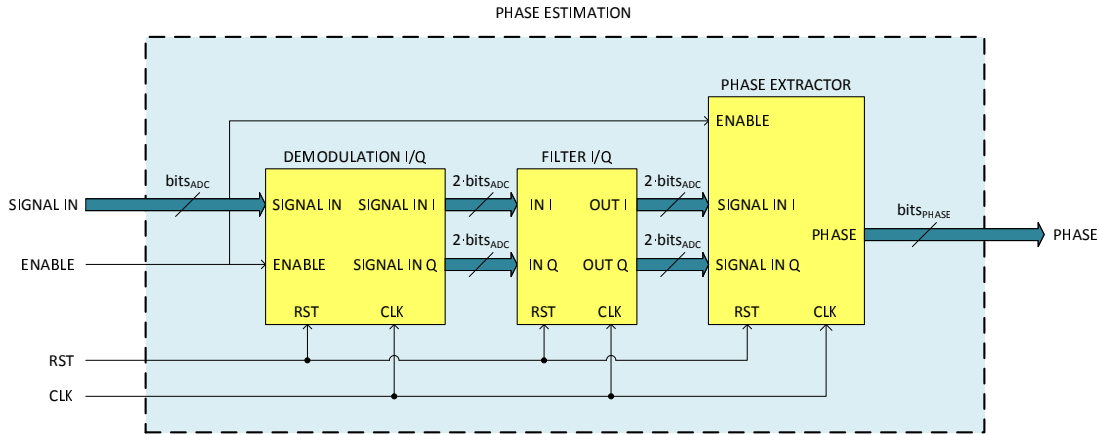 PHASE ESTIMATION
PHASE EXTRACTOR
ENABLE
DEMODULATION I/Q
FILTER I/Q
bitsADC
2·bitsADC
2·bitsADC
SIGNAL IN
SIGNAL IN
SIGNAL IN I
IN I
OUT I
SIGNAL IN I
bitsPHASE
PHASE
PHASE
2·bitsADC
2·bitsADC
ENABLE
ENABLE
SIGNAL IN Q
IN Q
OUT Q
SIGNAL IN Q
RST
CLK
RST
CLK
RST
CLK
RST
CLK